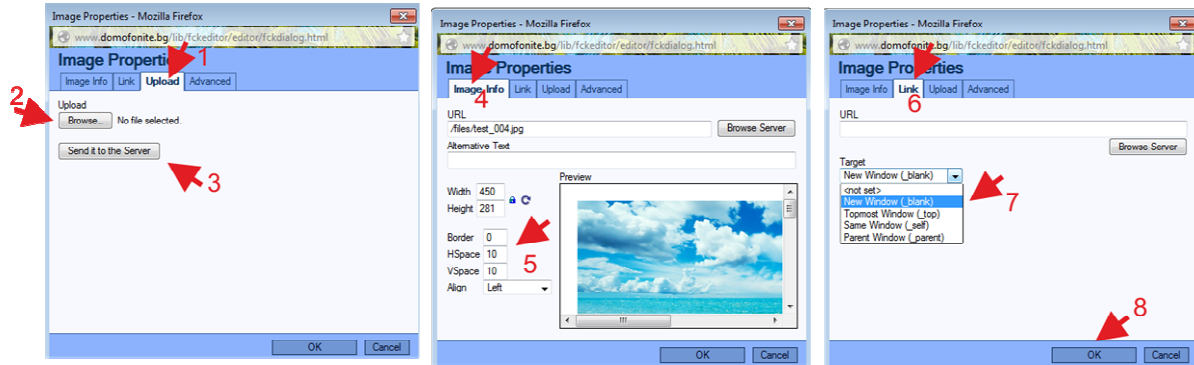 Image Properties - Mozilla Firefox
www.domofonite.bg/lib/fckeditor/editor/fckdialog.html
Image Properties
1
Image Info Link Upload Advanced
2
Upload
Browse... No file selected.
Send it to the Server
3
OK Cancel
Image Properties - Mozilla Firefox
www.domofonite.bg/lib/fckeditor/editor/fckdialog.html
Image Properties
Image Info Link Upload Advanced
4
URL
/files/test_004.jpg Browse Server
Alternative Text
Preview
Width 450
Height 281
Border 0
HSpace 10
VSpace 10
Align Left
5
OK Cancel
Image Properties - Mozilla Firefox
www.domofonite.bg/lib/fckeditor/editor/fckdialog.html
Image Properties
Image Info Link Upload Advanced
6
URL
Browse Server
Target
New Window (_blank)
<not set>
New Window (_blank)
Topmost Window (_top)
Same Window (_self)
Parent Window (_parent)
7
8
OK Cancel